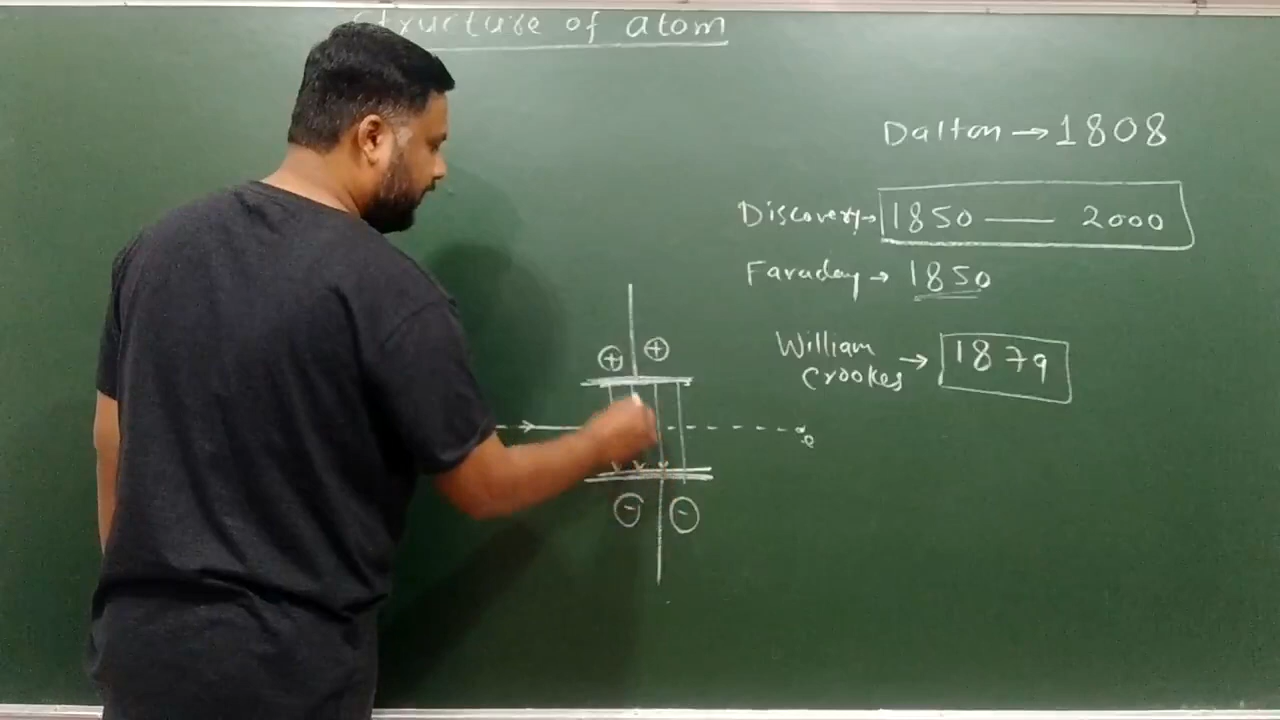 Structure of atom
Dalton → 1808
Discovery → 1850 — 2000
Faraday → 1850
William
Crookes → 1879
+ +
- -